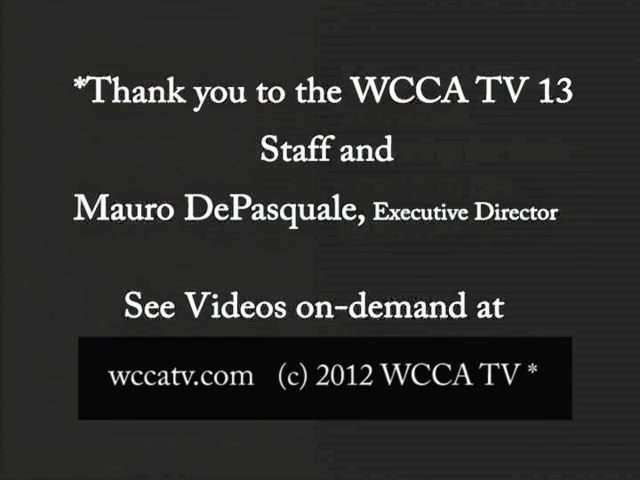 *Thank you to the WCCA TV 13
Staff and
Mauro DePasquale, Executive Director
See Videos on-demand at
wccatv.com (c) 2012 WCCA TV *